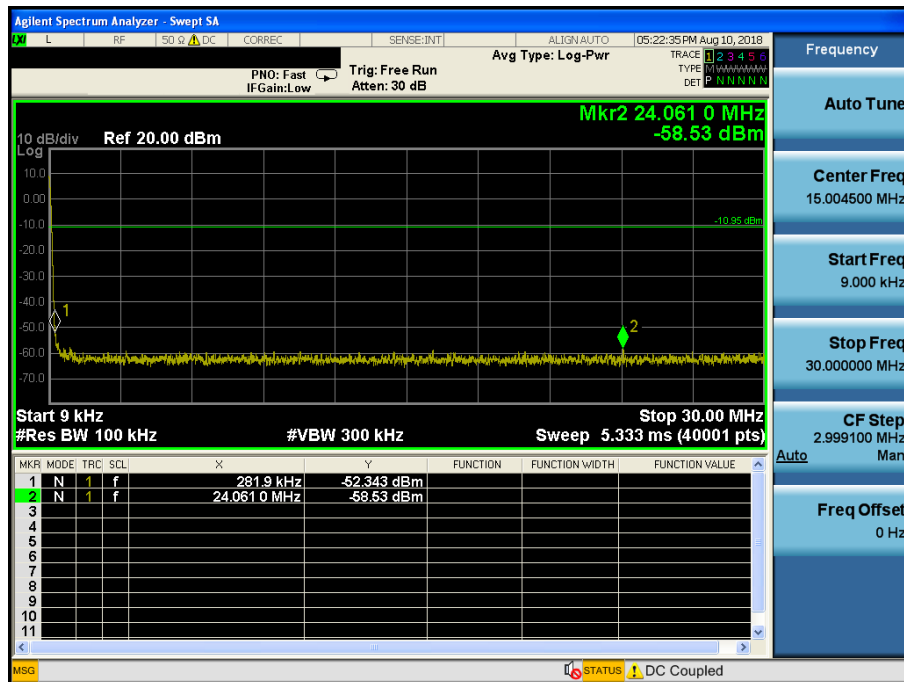 Agilent Spectrum Analyzer - Swept SA
LXI L RF 50 Ω DC CORREC SENSE:INT ALIGN AUTO 05:22:35 PM Aug 10, 2018
Frequency
Avg Type: Log-Pwr
TRACE 1 2 3 4 5 6
TYPE M W W W W W
DET P N N N N N
PNO: Fast
IFGain:Low
Trig: Free Run
Atten: 30 dB
Auto Tune
Mkr2 24.061 0 MHz
-58.53 dBm
10 dB/div
Log
Ref 20.00 dBm
10.0
0.00
-10.0
-20.0
-30.0
-40.0
-50.0
-60.0
-70.0
-10.95 dBm
1
2
Center Freq
15.004500 MHz
Start Freq
9.000 kHz
Stop Freq
30.000000 MHz
CF Step
2.999100 MHz
Auto Man
Freq Offset
0 Hz
Start 9 kHz
Stop 30.00 MHz
#Res BW 100 kHz
#VBW 300 kHz
Sweep 5.333 ms (40001 pts)
MKR MODE TRC SCL X Y FUNCTION FUNCTION WIDTH FUNCTION VALUE
1 N 1 f 281.9 kHz -52.343 dBm
2 N 1 f 24.061 0 MHz -58.53 dBm
3
4
5
6
7
8
9
10
11
MSG
STATUS
DC Coupled